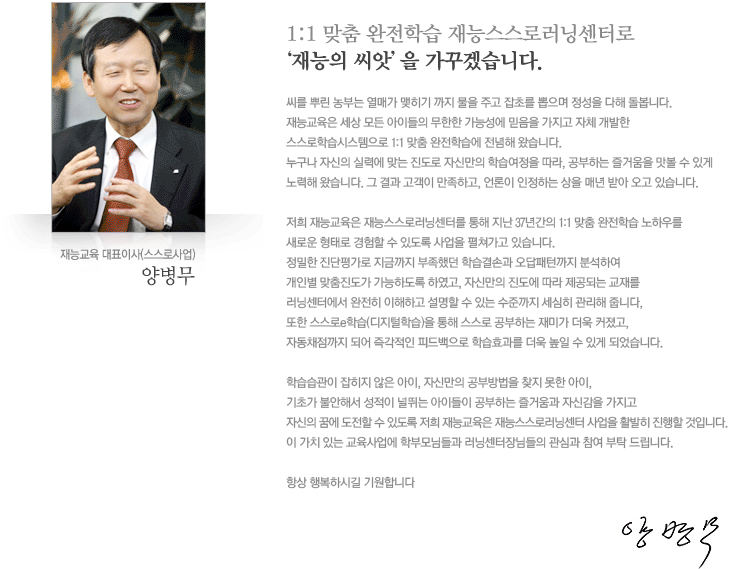 1:1 맞춤 완전학습 재능스스로러닝센터로
‘재능의 씨앗’ 을 가꾸겠습니다.
씨를 뿌린 농부는 열매가 맺히기 까지 물을 주고 잡초를 뽑으며 정성을 다해 돌봅니다.
재능교육은 세상 모든 아이들의 무한한 가능성에 믿음을 가지고 자체 개발한
스스로학습시스템으로 1:1 맞춤 완전학습에 전념해 왔습니다.
누구나 자신의 실력에 맞는 진도로 자신만의 학습여정을 따라, 공부하는 즐거움을 맛볼 수 있게
노력해 왔습니다. 그 결과 고객이 만족하고, 언론이 인정하는 상을 매년 받아 오고 있습니다.
저희 재능교육은 재능스스로러닝센터를 통해 지난 37년간의 1:1 맞춤 완전학습 노하우를
새로운 형태로 경험할 수 있도록 사업을 펼쳐가고 있습니다.
정밀한 진단평가로 지금까지 부족했던 학습결손과 오답패턴까지 분석하여
개인별 맞춤진도가 가능하도록 하였고, 자신만의 진도에 따라 제공되는 교재를
러닝센터에서 완전히 이해하고 설명할 수 있는 수준까지 세심히 관리해 줍니다,
또한 스스로e학습(디지털학습)을 통해 스스로 공부하는 재미가 더욱 커졌고,
자동채점까지 되어 즉각적인 피드백으로 학습효과를 더욱 높일 수 있게 되었습니다.
학습습관이 잡히지 않은 아이, 자신만의 공부방법을 찾지 못한 아이,
기초가 불안해서 성적이 널뛰는 아이들이 공부하는 즐거움과 자신감을 가지고
자신의 꿈에 도전할 수 있도록 저희 재능교육은 재능스스로러닝센터 사업을 활발히 진행할 것입니다.
이 가치 있는 교육사업에 학부모님들과 러닝센터장님들의 관심과 참여 부탁 드립니다.
항상 행복하시길 기원합니다
양병무
재능교육 대표이사(스스로사업)
양병무